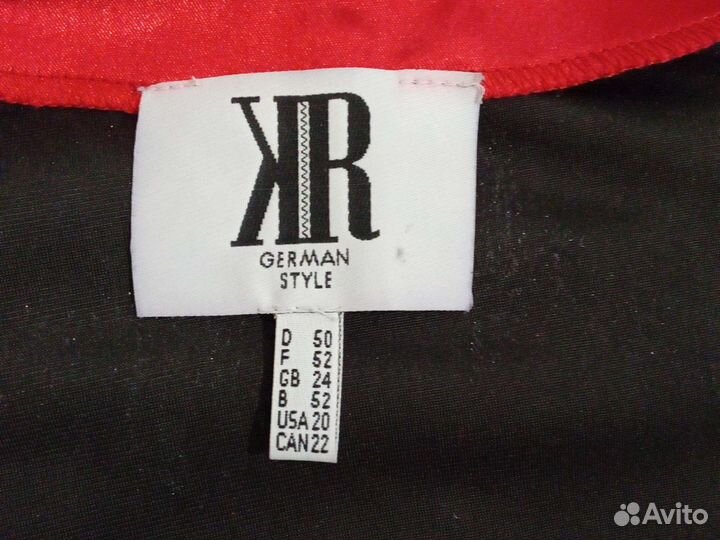 KR
GERMAN
STYLE
D 50
F 52
GB 24
B 52
USA 20
CAN 22
Avito